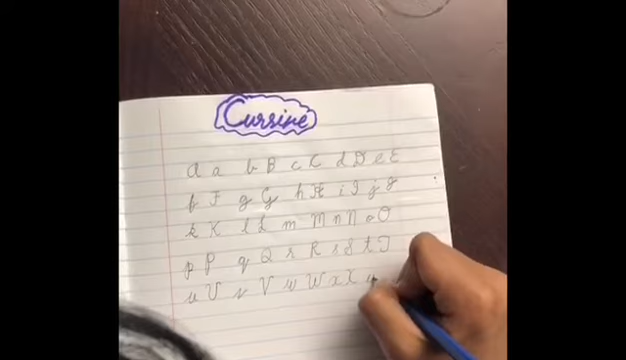 Cursive
A a b B c C d D e E
f F g G h H i I j J
k K l L m M n N o O
p P q Q r R s S t T
u U v V w W x X y